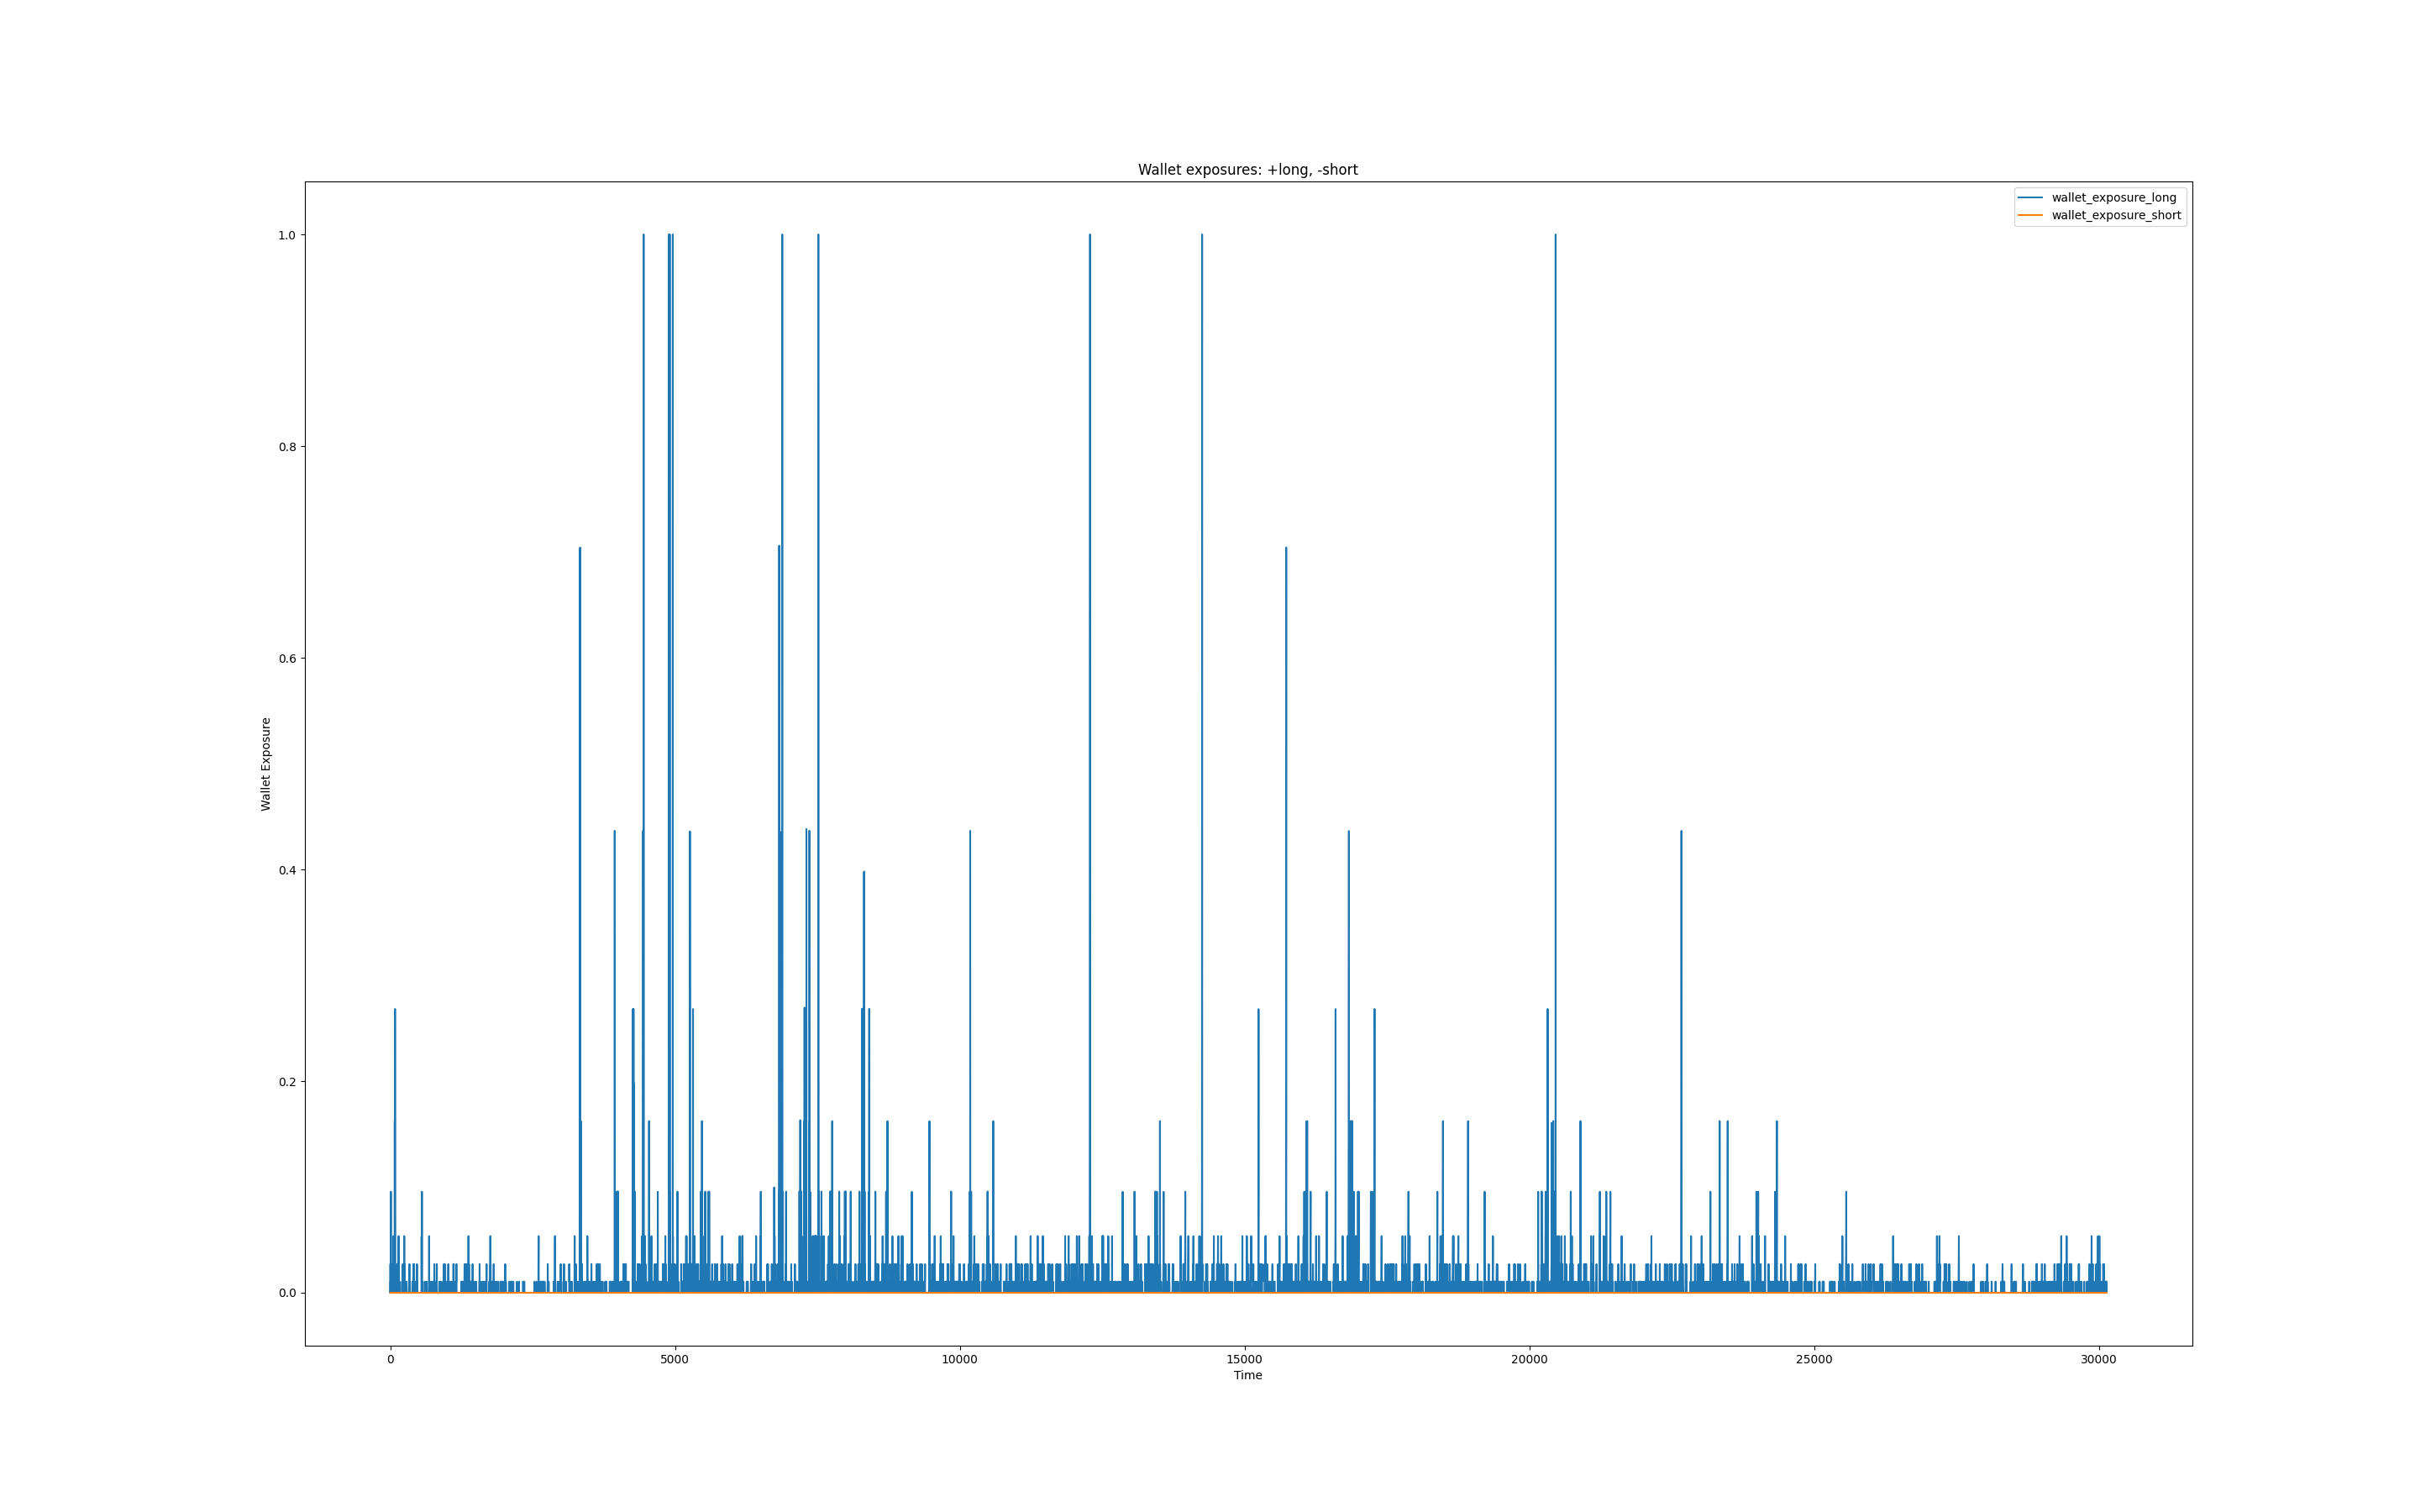 Wallet exposures: +long, -short
wallet_exposure_long
wallet_exposure_short
1.0
0.8
0.6
0.4
0.2
0.0
Wallet Exposure
0 5000 10000 15000 20000 25000 30000
Time